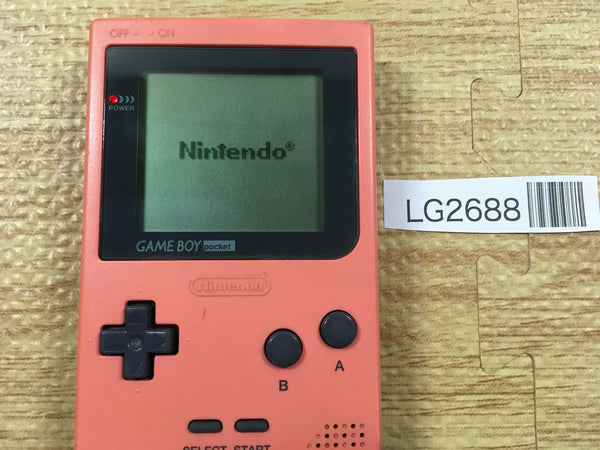 OFF ON
POWER
Nintendo®
GAME BOY pocket
Nintendo
LG2688
A
B
SELECT START